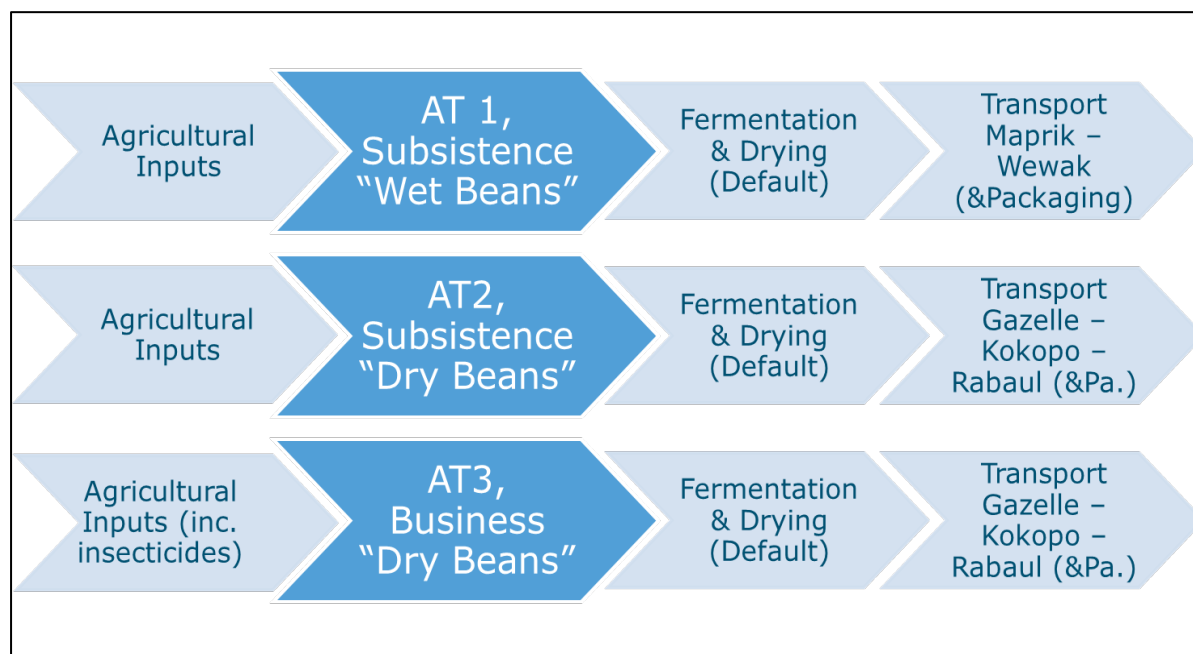 Agricultural
Inputs
AT 1,
Subsistence
“Wet Beans”
Fermentation
& Drying
(Default)
Transport
Maprik –
Wewak
(&Packaging)
Agricultural
Inputs
AT2,
Subsistence
“Dry Beans”
Fermentation
& Drying
(Default)
Transport
Gazelle –
Kokopo –
Rabaul (&Pa.)
Agricultural
Inputs (inc.
insecticides)
AT3,
Business
“Dry Beans”
Fermentation
& Drying
(Default)
Transport
Gazelle –
Kokopo –
Rabaul (&Pa.)